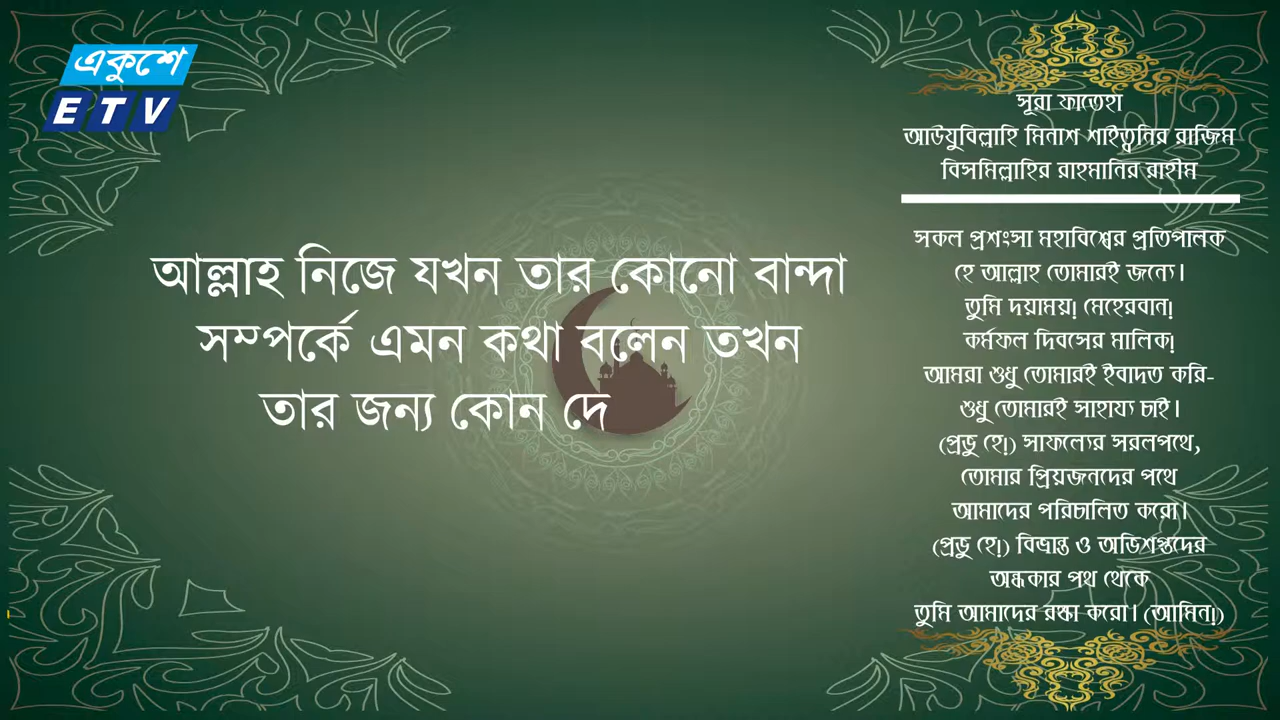 একুশে
ETV
আল্লাহ নিজে যখন তার কোনো বান্দা
সম্পর্কে এমন কথা বলেন তখন
তার জন্য কোন দে
সূরা ফাতেহা
আউযুবিল্লাহি মিনাশ শাইত্বনির রাজিম
বিসমিল্লাহির রাহমানির রাহীম
সকল প্রশংসা মহাবিশ্বের প্রতিপালক
হে আল্লাহ তোমারই জন্যে।
তুমি দয়াময়! মেহেরবান!
কর্মফল দিবসের মালিক!
আমরা শুধু তোমারই ইবাদত করি-
শুধু তোমারই সাহায্য চাই।
(প্রভু হে!) সাফল্যের সরলপথে,
তোমার প্রিয়জনদের পথে
আমাদের পরিচালিত করো।
(প্রভু হে!) বিভ্রান্ত ও অভিশপ্তদের
অন্ধকার পথ থেকে
তুমি আমাদের রক্ষা করো। (আমিন!)